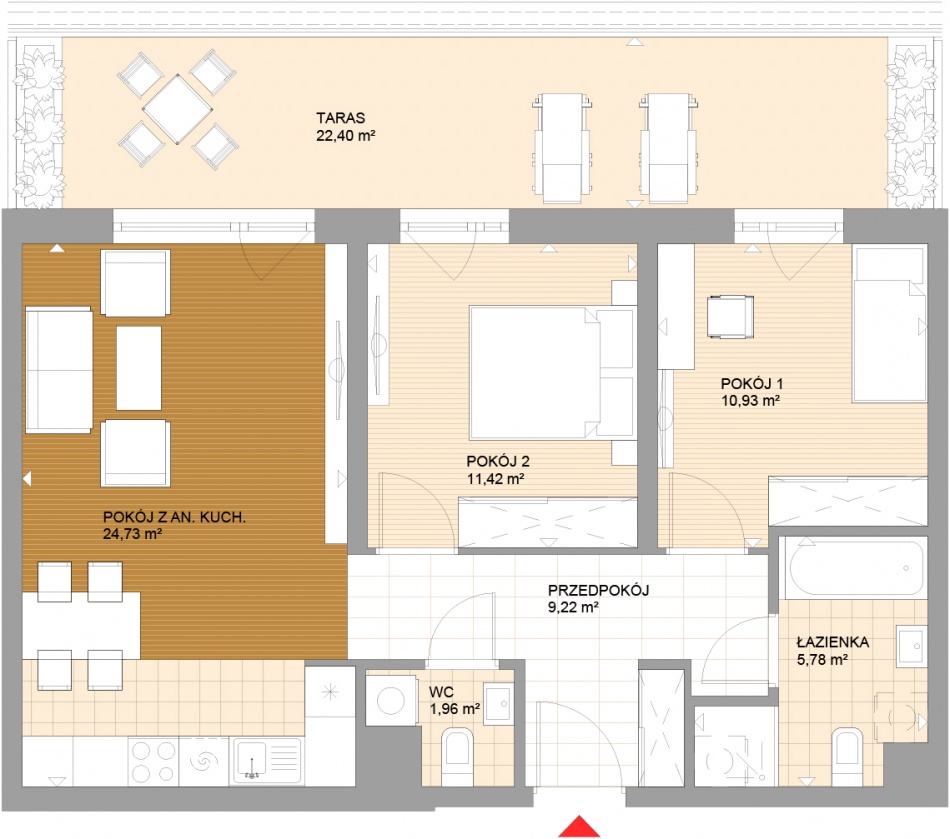 TARAS
22,40 m²
POKÓJ 1
10,93 m²
POKÓJ 2
11,42 m²
POKÓJ Z AN. KUCH.
24,73 m²
PRZEDPOKÓJ
9,22 m²
ŁAZIENKA
5,78 m²
WC
1,96 m²